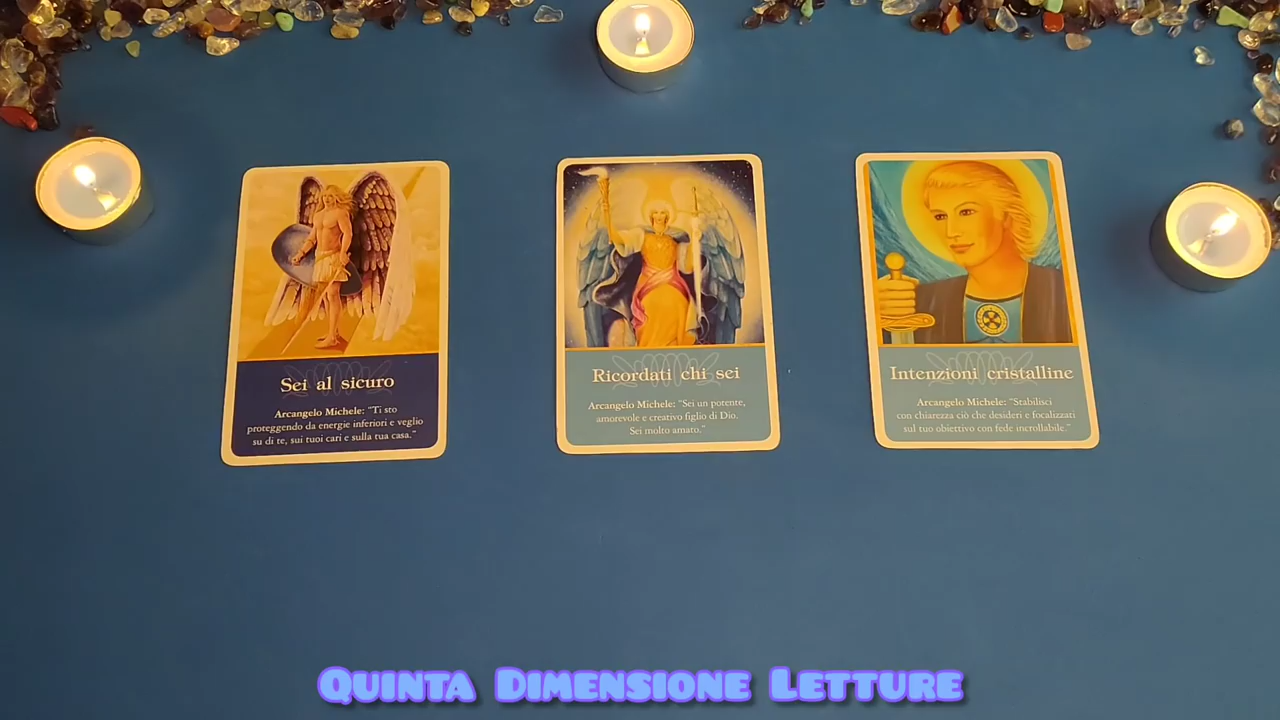 Sei al sicuro
Arcangelo Michele: "Ti sto
proteggendo da energie inferiori e veglio
su di te, sui tuoi cari e sulla tua casa."
Ricordati chi sei
Arcangelo Michele: "Sei un potente,
amorevole e creativo figlio di Dio.
Sei molto amato."
Intenzioni cristalline
Arcangelo Michele: "Stabilisci
con chiarezza ciò che desideri e focalizzati
sul tuo obiettivo con fede incrollabile."
QUINTA DIMENSIONE LETTURE